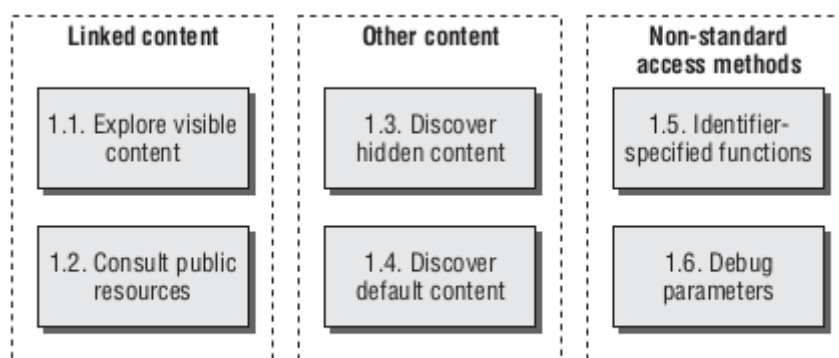 Linked content
1.1. Explore visible
content
1.2. Consult public
resources
Other content
1.3. Discover
hidden content
1.4. Discover
default content
Non-standard
access methods
1.5. Identifier-
specified functions
1.6. Debug
parameters